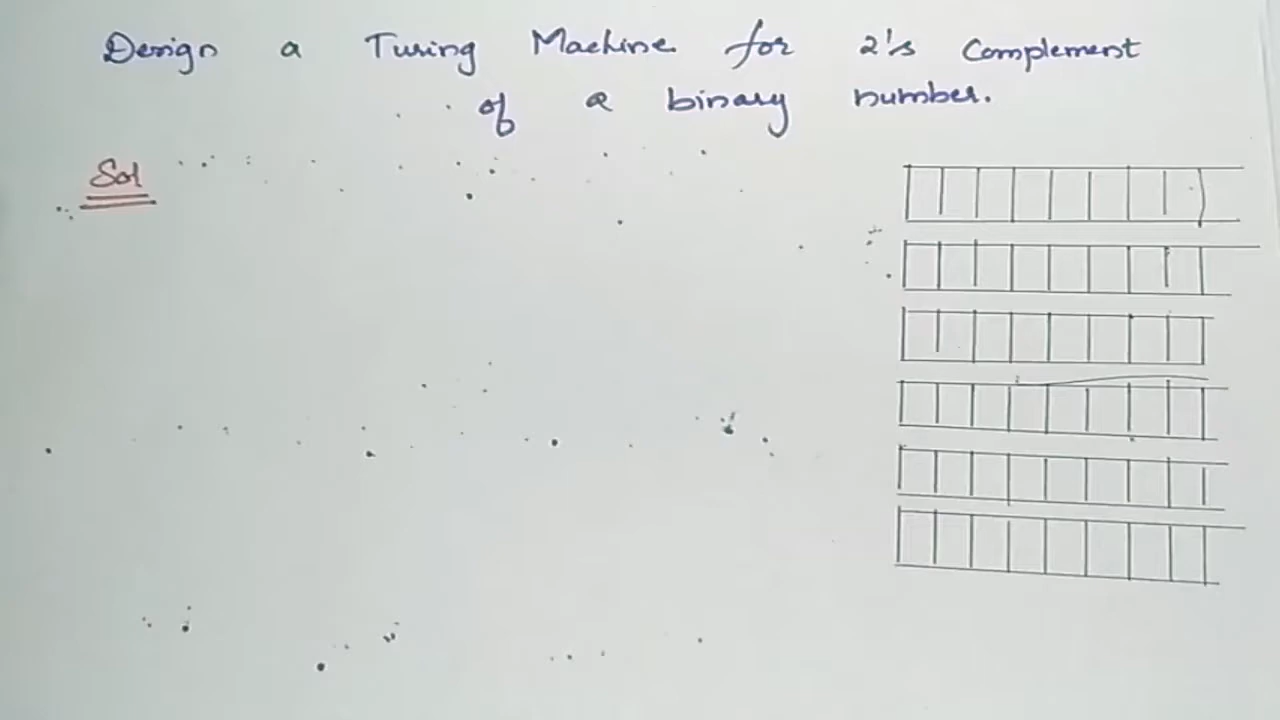 Design a Turing Machine for 2's Complement
of a binary number.
Sol